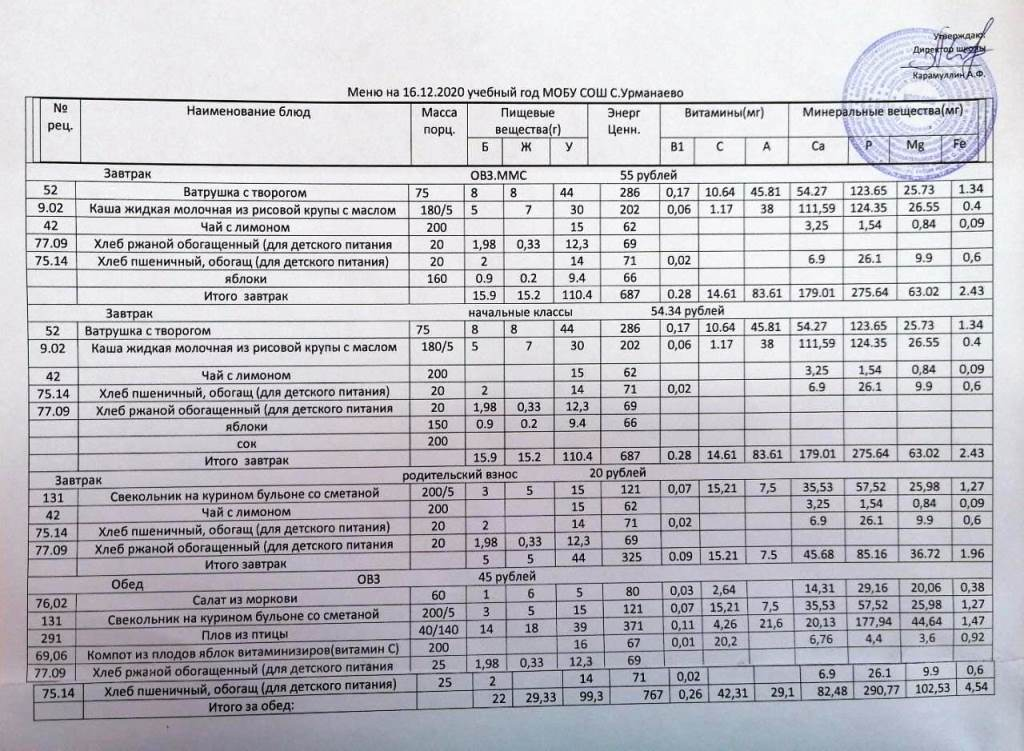 Утверждаю:
Директор школы
Карамуллин А.Ф.
Меню на 16.12.2020 учебный год МОБУ СОШ С.Урманаево
№ рец. Наименование блюд Масса порц. Пищевые вещества(г) Энерг Ценн. Витамины(мг) Минеральные вещества(мг)
Б Ж У В1 С А Са Р Mg Fe
Завтрак ОВЗ.ММС 55 рублей
52 Ватрушка с творогом 75 8 8 44 286 0,17 10.64 45.81 54.27 123.65 25.73 1.34
9.02 Каша жидкая молочная из рисовой крупы с маслом 180/5 5 7 30 202 0,06 1.17 38 111,59 124.35 26.55 0.4
42 Чай с лимоном 200 15 62 3,25 1,54 0,84 0,09
77.09 Хлеб ржаной обогащенный (для детского питания 20 1,98 0,33 12,3 69
75.14 Хлеб пшеничный, обогащ (для детского питания) 20 2 14 71 0,02 6.9 26.1 9.9 0,6
яблоки 160 0.9 0.2 9.4 66
Итого завтрак 15.9 15.2 110.4 687 0.28 14.61 83.61 179.01 275.64 63.02 2.43
Завтрак начальные классы 54.34 рублей
52 Ватрушка с творогом 75 8 8 44 286 0,17 10.64 45.81 54.27 123.65 25.73 1.34
9.02 Каша жидкая молочная из рисовой крупы с маслом 180/5 5 7 30 202 0,06 1.17 38 111,59 124.35 26.55 0.4
42 Чай с лимоном 200 15 62 3,25 1,54 0,84 0,09
75.14 Хлеб пшеничный, обогащ (для детского питания) 20 2 14 71 0,02 6.9 26.1 9.9 0,6
77.09 Хлеб ржаной обогащенный (для детского питания 20 1,98 0,33 12,3 69
яблоки 150 0.9 0.2 9.4 66
сок 200
Итого завтрак 15.9 15.2 110.4 687 0.28 14.61 83.61 179.01 275.64 63.02 2.43
Завтрак родительский взнос 20 рублей
131 Свекольник на курином бульоне со сметаной 200/5 3 5 15 121 0,07 15,21 7,5 35,53 57,52 25,98 1,27
42 Чай с лимоном 200 15 62 3,25 1,54 0,84 0,09
75.14 Хлеб пшеничный, обогащ (для детского питания) 20 2 14 71 0,02 6.9 26.1 9.9 0,6
77.09 Хлеб ржаной обогащенный (для детского питания 20 1,98 0,33 12,3 69
Итого завтрак 5 5 44 325 0.09 15.21 7.5 45.68 85.16 36.72 1.96
Обед ОВЗ 45 рублей
76,02 Салат из моркови 60 1 6 5 80 0,03 2,64 14,31 29,16 20,06 0,38
131 Свекольник на курином бульоне со сметаной 200/5 3 5 15 121 0,07 15,21 7,5 35,53 57,52 25,98 1,27
291 Плов из птицы 40/140 14 18 39 371 0,11 4,26 21,6 20,13 177,94 44,64 1,47
69,06 Компот из плодов яблок витаминизиров(витамин С) 200 16 67 0,01 20,2 6,76 4,4 3,6 0,92
77.09 Хлеб ржаной обогащенный (для детского питания 25 1,98 0,33 12,3 69
75.14 Хлеб пшеничный, обогащ (для детского питания) 25 2 14 71 0,02 6.9 26.1 9.9 0,6
Итого за обед: 22 29,33 99,3 767 0,26 42,31 29,1 82,48 290,77 102,53 4,54